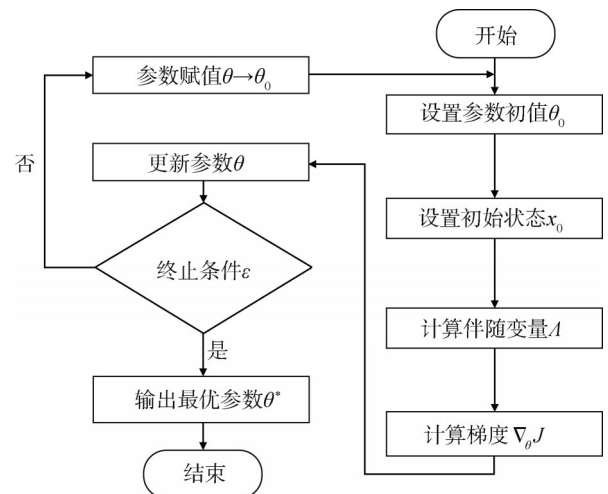 开始
参数赋值θ→θ₀
设置参数初值θ₀
否
更新参数θ
设置初始状态x₀
终止条件ε
计算伴随变量Λ
是
输出最优参数θ*
计算梯度∇θJ
结束